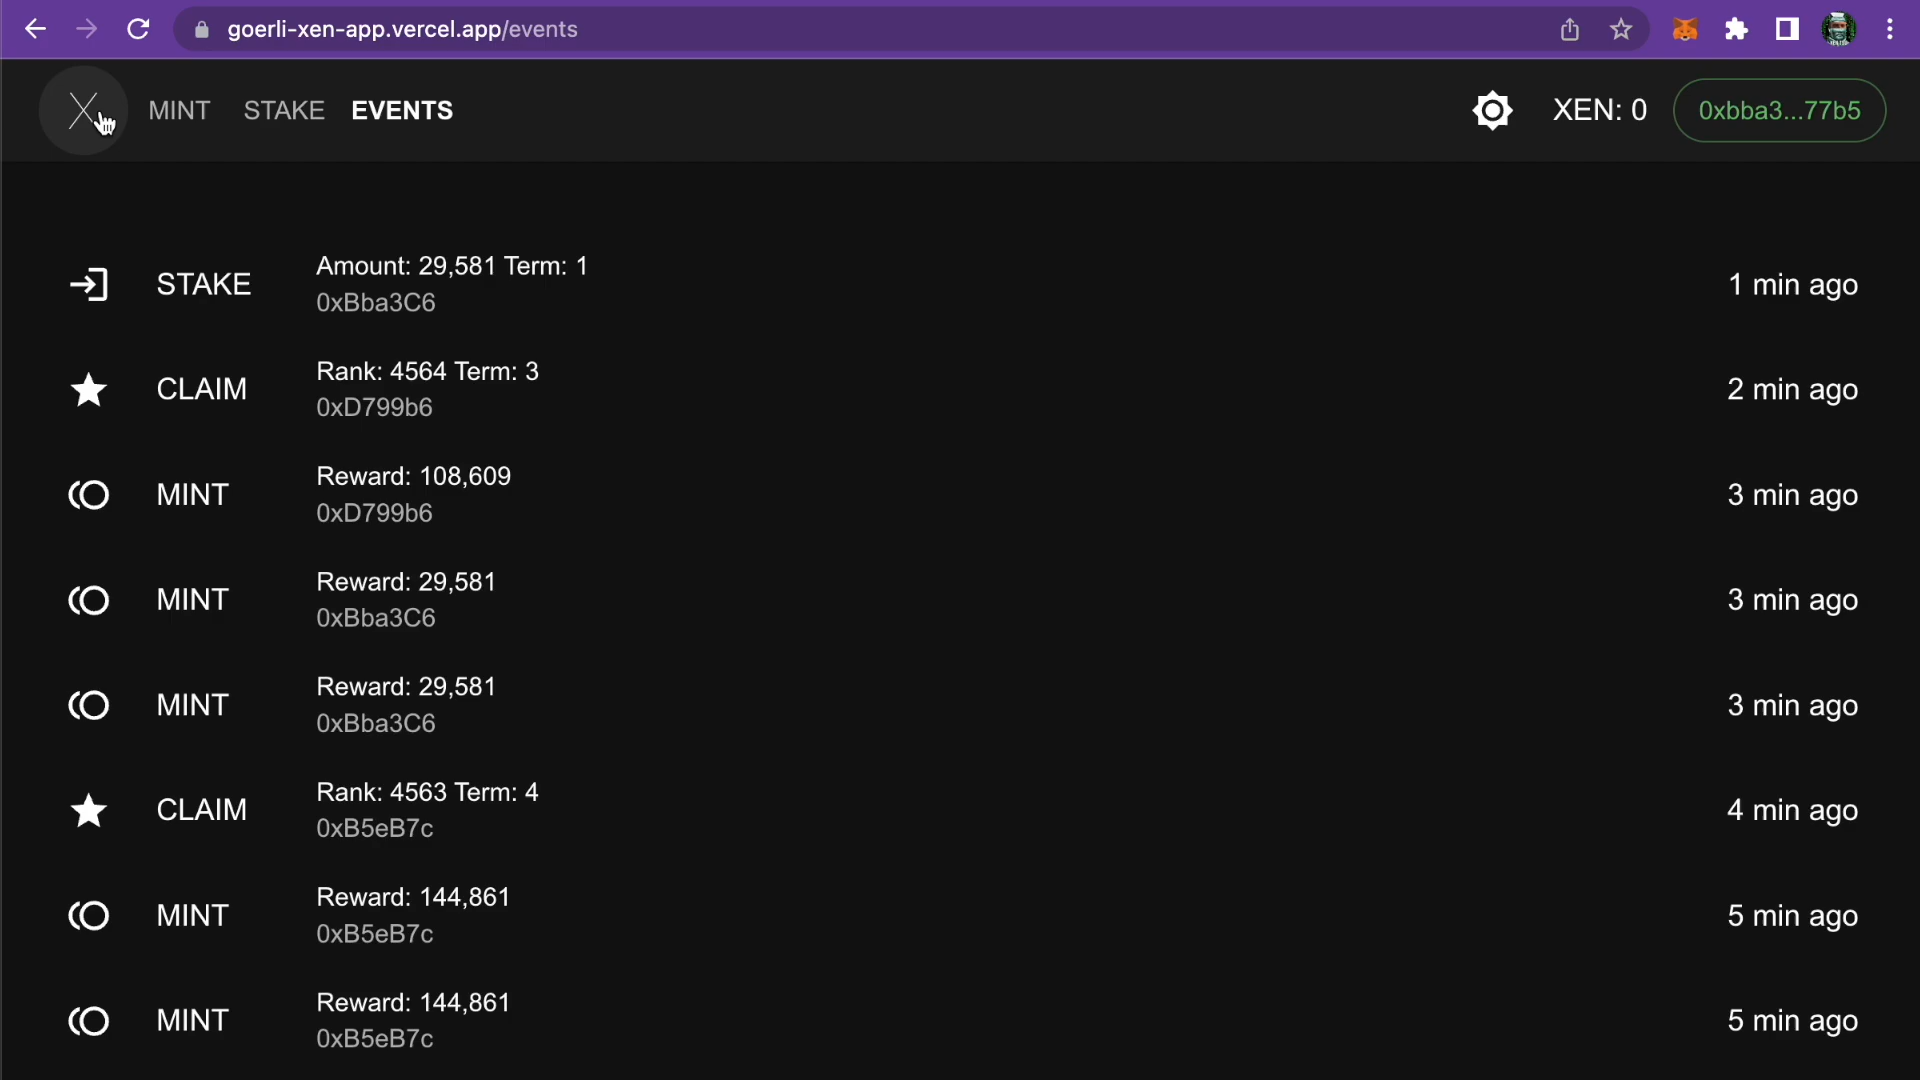 goerli-xen-app.vercel.app/events
X MINT STAKE EVENTS XEN: 0 0xbba3...77b5
STAKE Amount: 29,581 Term: 1 1 min ago
0xBba3C6
CLAIM Rank: 4564 Term: 3 2 min ago
0xD799b6
MINT Reward: 108,609 3 min ago
0xD799b6
MINT Reward: 29,581 3 min ago
0xBba3C6
MINT Reward: 29,581 3 min ago
0xBba3C6
CLAIM Rank: 4563 Term: 4 4 min ago
0xB5eB7c
MINT Reward: 144,861 5 min ago
0xB5eB7c
MINT Reward: 144,861 5 min ago
0xB5eB7c